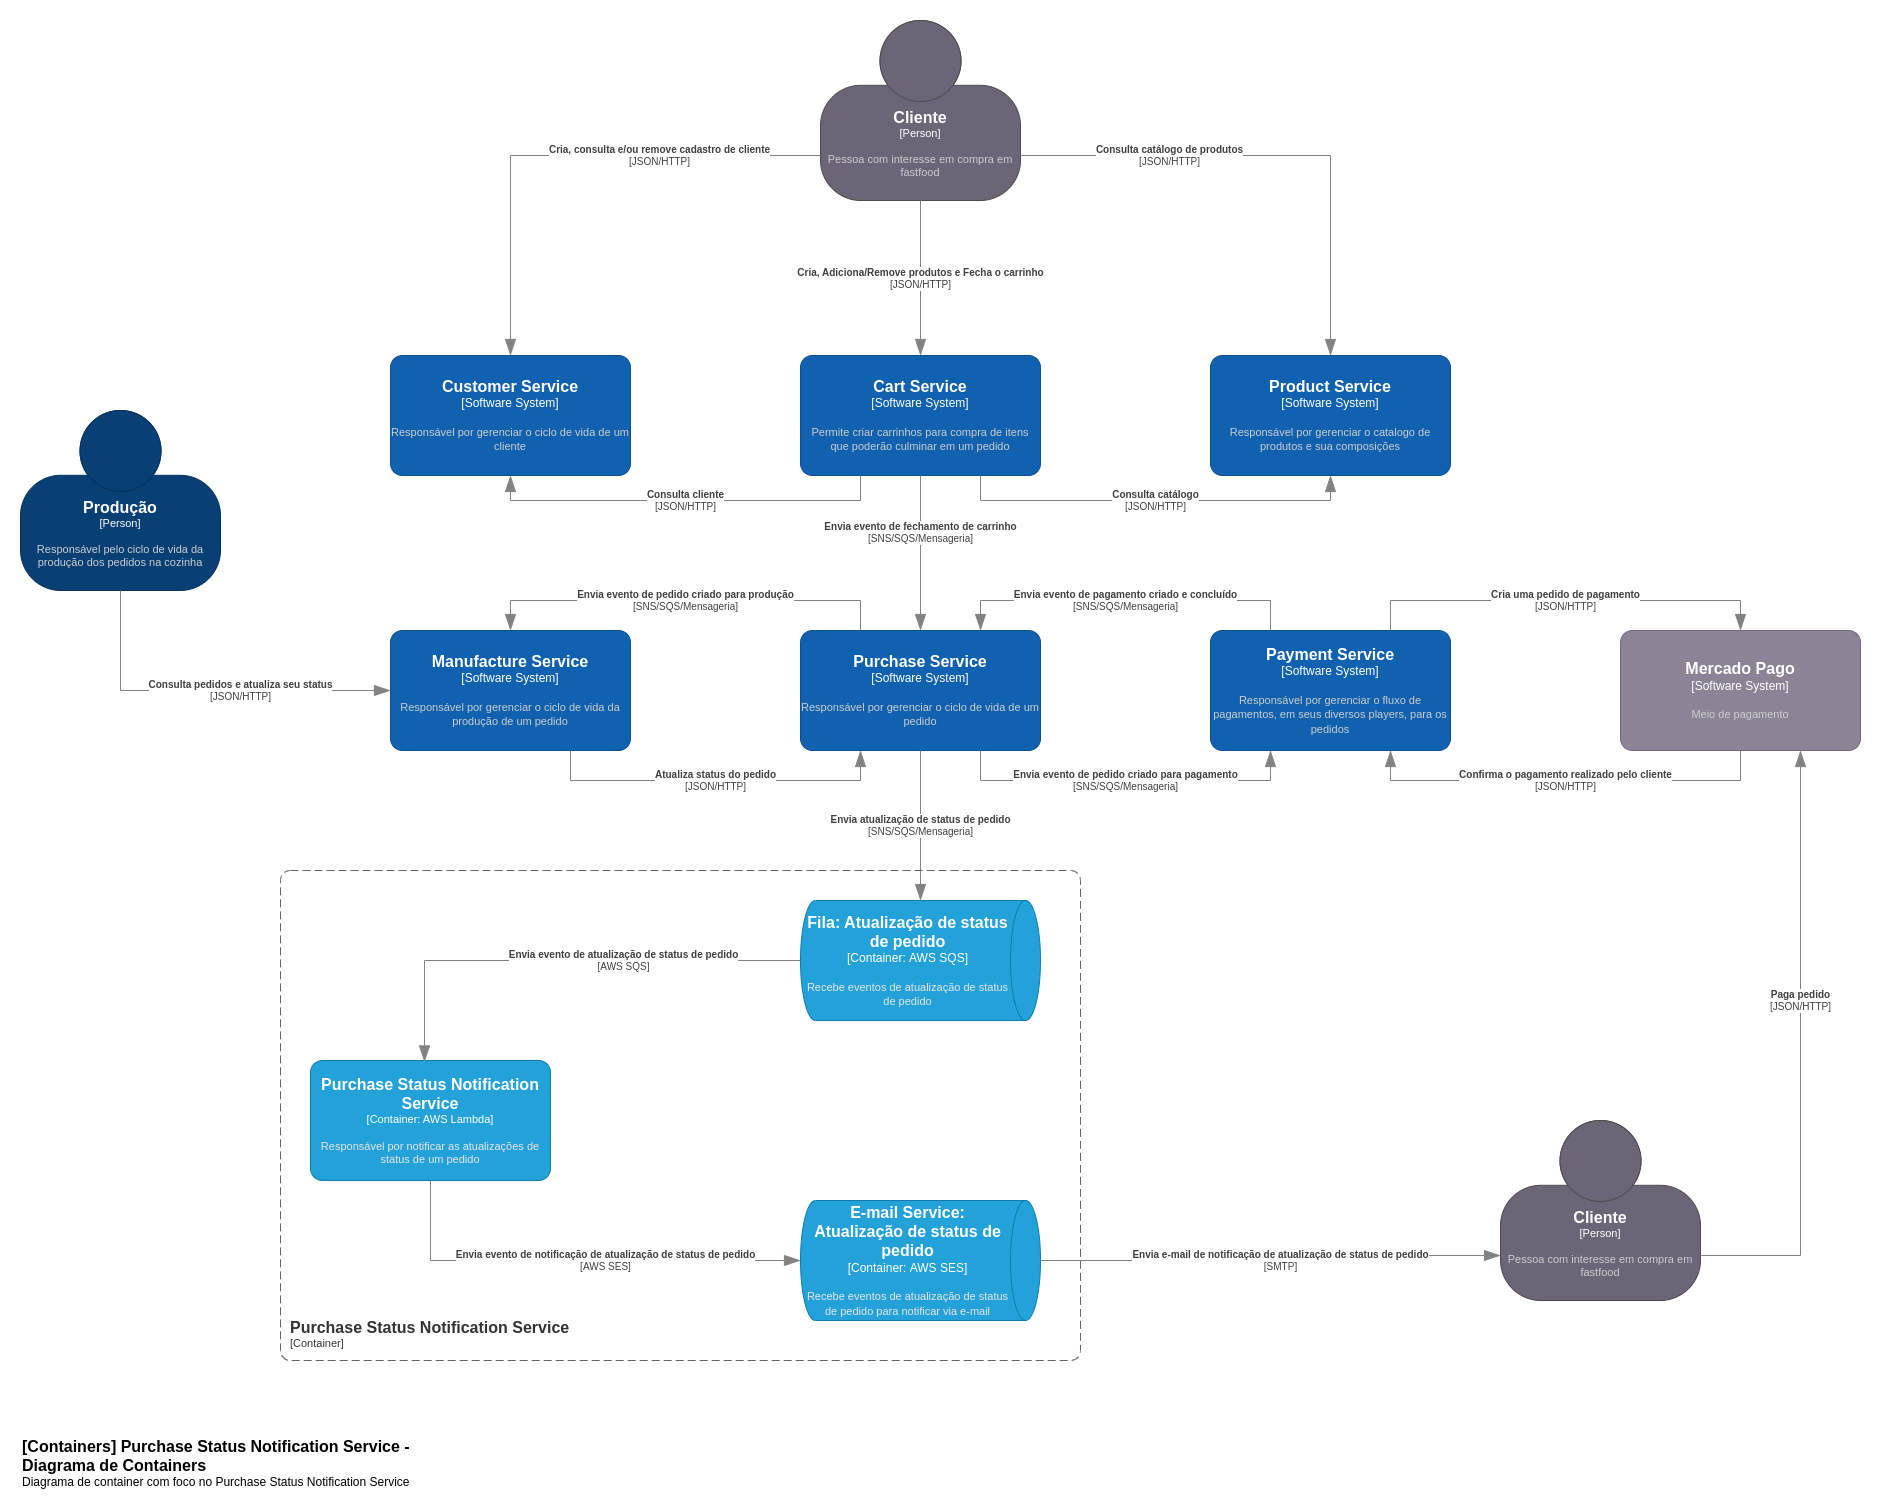 Cliente
[Person]
Pessoa com interesse em compra em
fastfood
Cria, consulta e/ou remove cadastro de cliente
[JSON/HTTP]
Consulta catálogo de produtos
[JSON/HTTP]
Cria, Adiciona/Remove produtos e Fecha o carrinho
[JSON/HTTP]
Customer Service
[Software System]
Responsável por gerenciar o ciclo de vida de um
cliente
Cart Service
[Software System]
Permite criar carrinhos para compra de itens
que poderão culminar em um pedido
Product Service
[Software System]
Responsável por gerenciar o catalogo de
produtos e sua composições
Consulta cliente
[JSON/HTTP]
Consulta catálogo
[JSON/HTTP]
Envia evento de fechamento de carrinho
[SNS/SQS/Mensageria]
Produção
[Person]
Responsável pelo ciclo de vida da
produção dos pedidos na cozinha
Envia evento de pedido criado para produção
[SNS/SQS/Mensageria]
Envia evento de pagamento criado e concluído
[SNS/SQS/Mensageria]
Cria uma pedido de pagamento
[JSON/HTTP]
Consulta pedidos e atualiza seu status
[JSON/HTTP]
Manufacture Service
[Software System]
Responsável por gerenciar o ciclo de vida da
produção de um pedido
Purchase Service
[Software System]
Responsável por gerenciar o ciclo de vida de um
pedido
Payment Service
[Software System]
Responsável por gerenciar o fluxo de
pagamentos, em seus diversos players, para os
pedidos
Mercado Pago
[Software System]
Meio de pagamento
Atualiza status do pedido
[JSON/HTTP]
Envia evento de pedido criado para pagamento
[SNS/SQS/Mensageria]
Confirma o pagamento realizado pelo cliente
[JSON/HTTP]
Envia atualização de status de pedido
[SNS/SQS/Mensageria]
Fila: Atualização de status
de pedido
[Container: AWS SQS]
Recebe eventos de atualização de status
de pedido
Envia evento de atualização de status de pedido
[AWS SQS]
Paga pedido
[JSON/HTTP]
Purchase Status Notification
Service
[Container: AWS Lambda]
Responsável por notificar as atualizações de
status de um pedido
Envia evento de notificação de atualização de status de pedido
[AWS SES]
E-mail Service:
Atualização de status de
pedido
[Container: AWS SES]
Recebe eventos de atualização de status
de pedido para notificar via e-mail
Envia e-mail de notificação de atualização de status de pedido
[SMTP]
Cliente
[Person]
Pessoa com interesse em compra em
fastfood
Purchase Status Notification Service
[Container]
[Containers] Purchase Status Notification Service -
Diagrama de Containers
Diagrama de container com foco no Purchase Status Notification Service